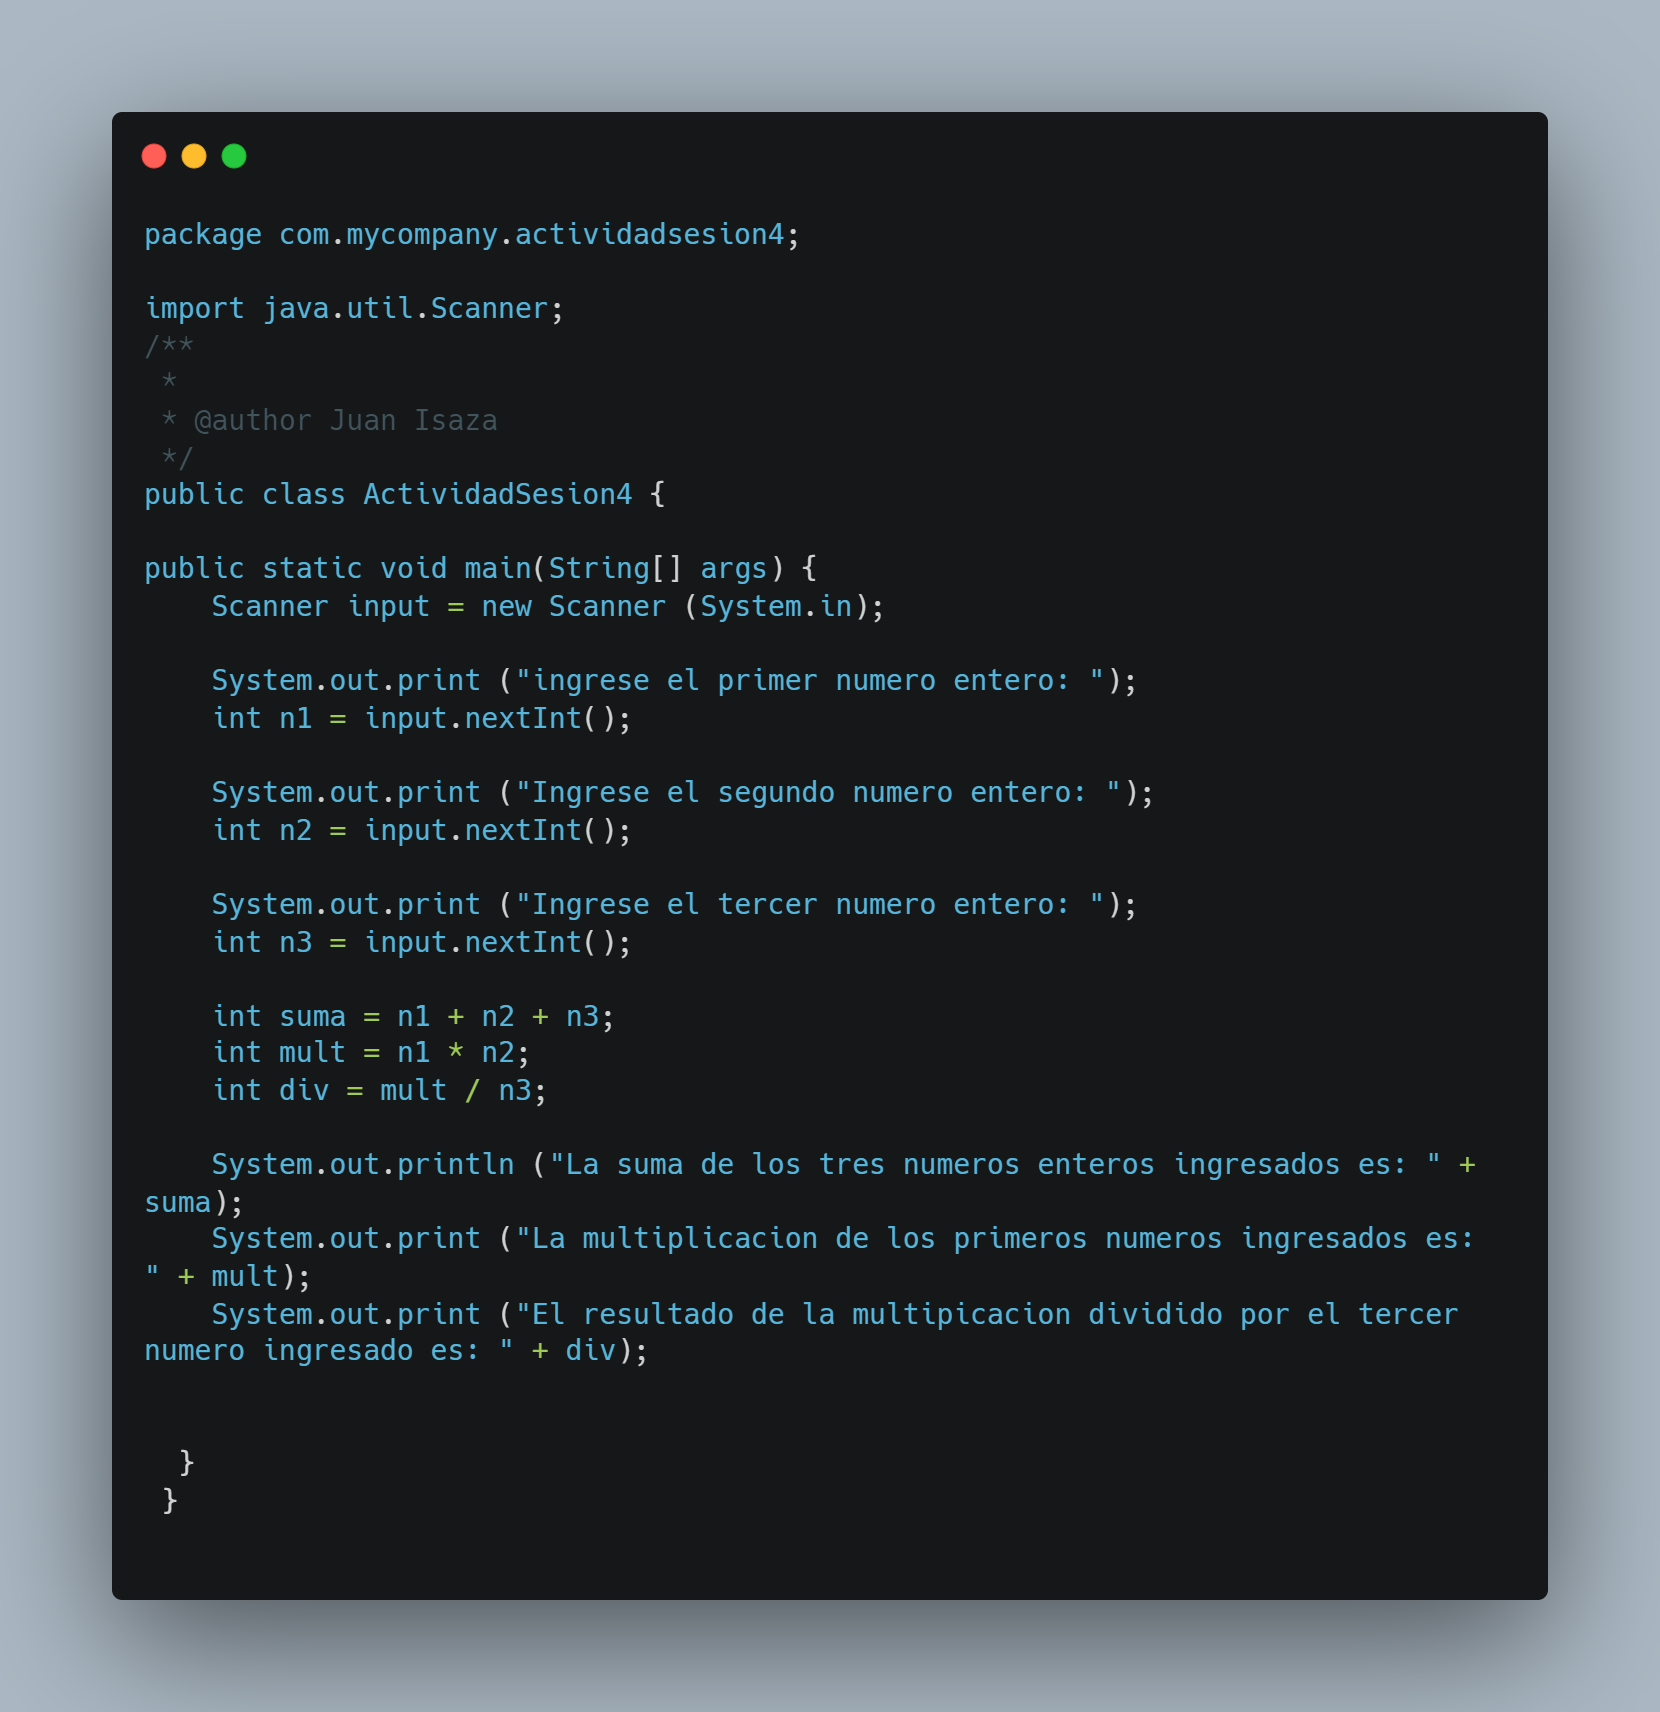 package com.mycompany.actividadsesion4;
import java.util.Scanner;
/**
 *
 * @author Juan Isaza
 */
public class ActividadSesion4 {
public static void main(String[] args) {
    Scanner input = new Scanner (System.in);
    System.out.print ("ingrese el primer numero entero: ");
    int n1 = input.nextInt();
    System.out.print ("Ingrese el segundo numero entero: ");
    int n2 = input.nextInt();
    System.out.print ("Ingrese el tercer numero entero: ");
    int n3 = input.nextInt();
    int suma = n1 + n2 + n3;
    int mult = n1 * n2;
    int div = mult / n3;
    System.out.println ("La suma de los tres numeros enteros ingresados es: " +
suma);
    System.out.print ("La multiplicacion de los primeros numeros ingresados es:
" + mult);
    System.out.print ("El resultado de la multipicacion dividido por el tercer
numero ingresado es: " + div);
  }
 }